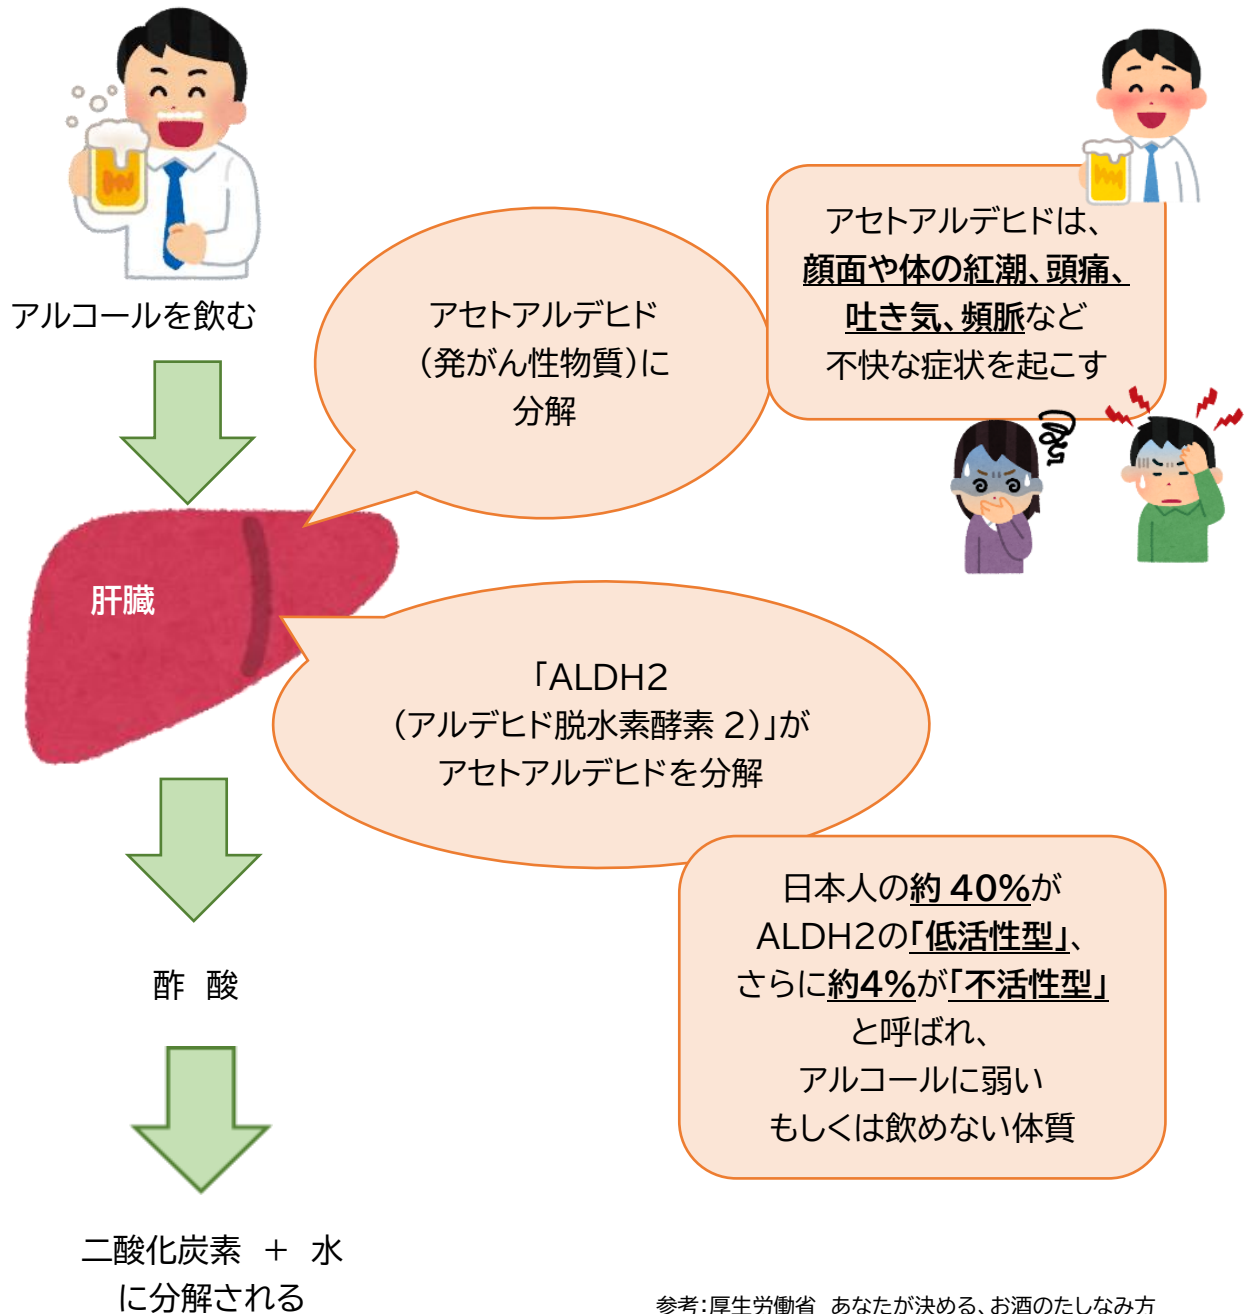 アルコールを飲む
アセトアルデヒド
（発がん性物質）に
分解
アセトアルデヒドは、
顔面や体の紅潮、頭痛、
吐き気、頻脈など
不快な症状を起こす
肝臓
「ALDH2
（アルデヒド脱水素酵素２）」が
アセトアルデヒドを分解
日本人の約 40%が
ALDH2の「低活性型」、
さらに約4%が「不活性型」
と呼ばれ、
アルコールに弱い
もしくは飲めない体質
酢 酸
二酸化炭素 ＋ 水
に分解される
参考：厚生労働省 あなたが決める、お酒のたしなみ方